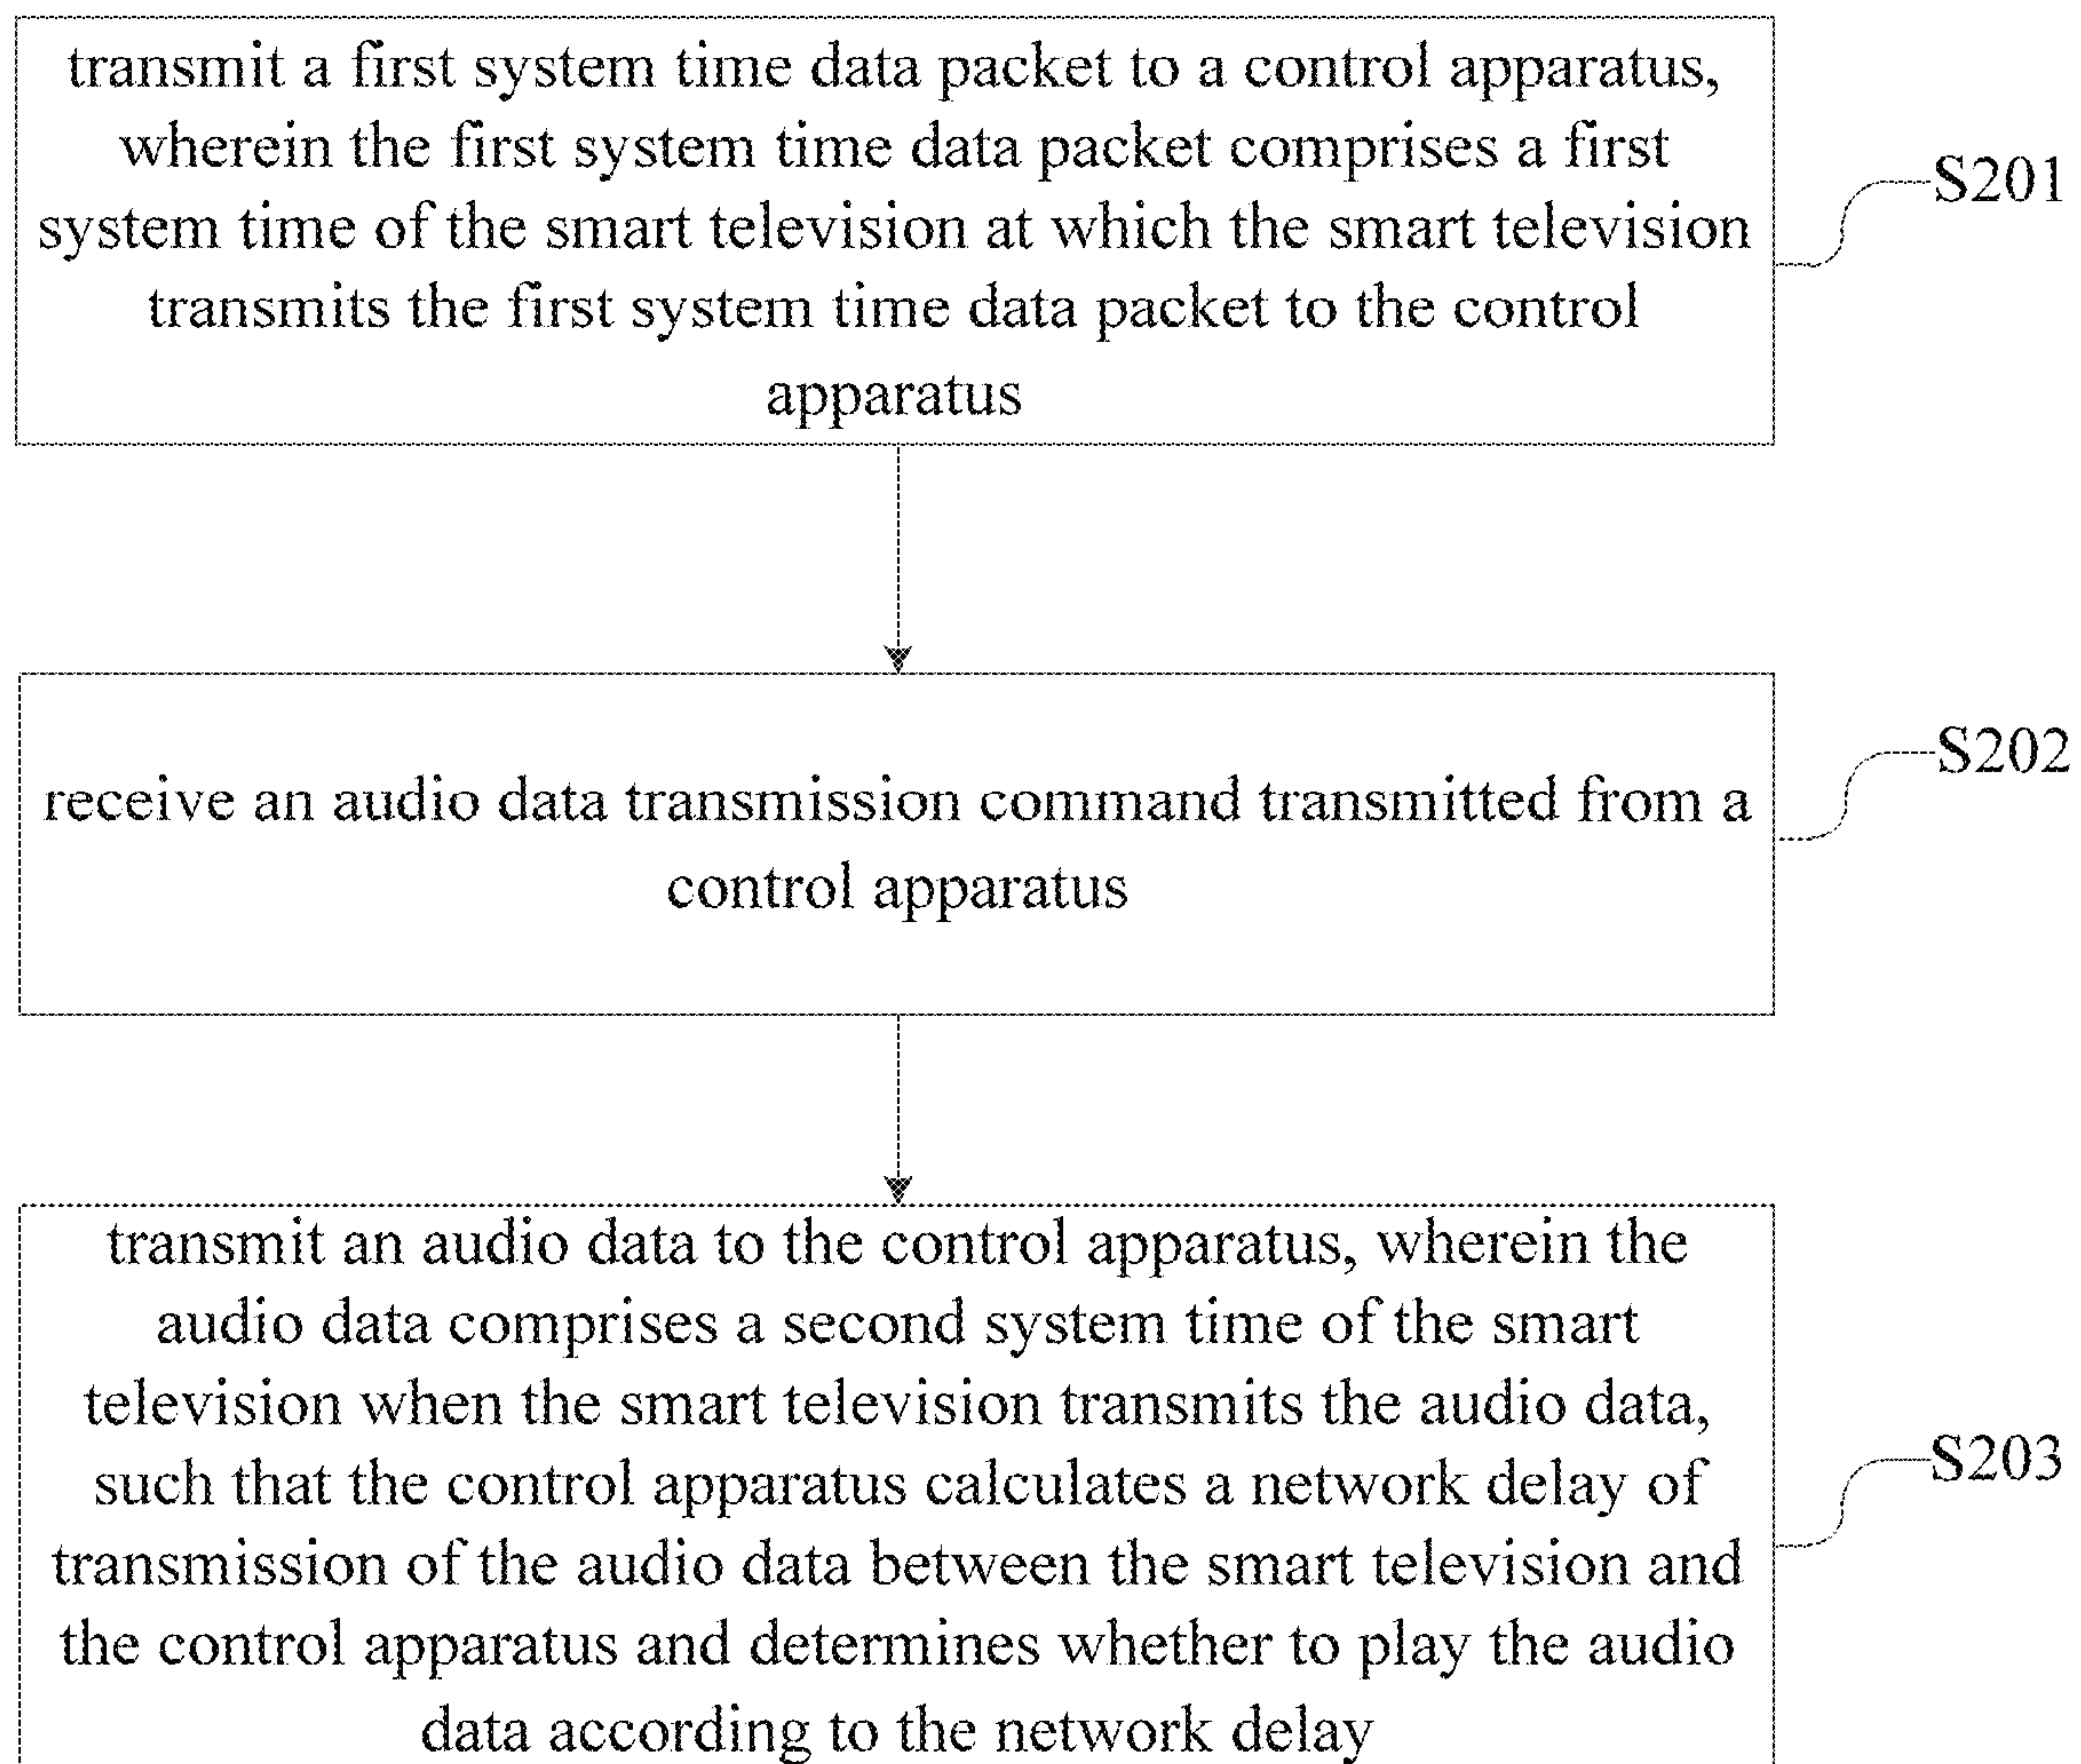 transmit a first system time data packet to a control apparatus,
wherein the first system time data packet comprises a first
system time of the smart television at which the smart television
transmits the first system time data packet to the control
apparatus
S201
receive an audio data transmission command transmitted from a
control apparatus
S202
transmit an audio data to the control apparatus, wherein the
audio data comprises a second system time of the smart
television when the smart television transmits the audio data,
such that the control apparatus calculates a network delay of
transmission of the audio data between the smart television and
the control apparatus and determines whether to play the audio
data according to the network delay
S203